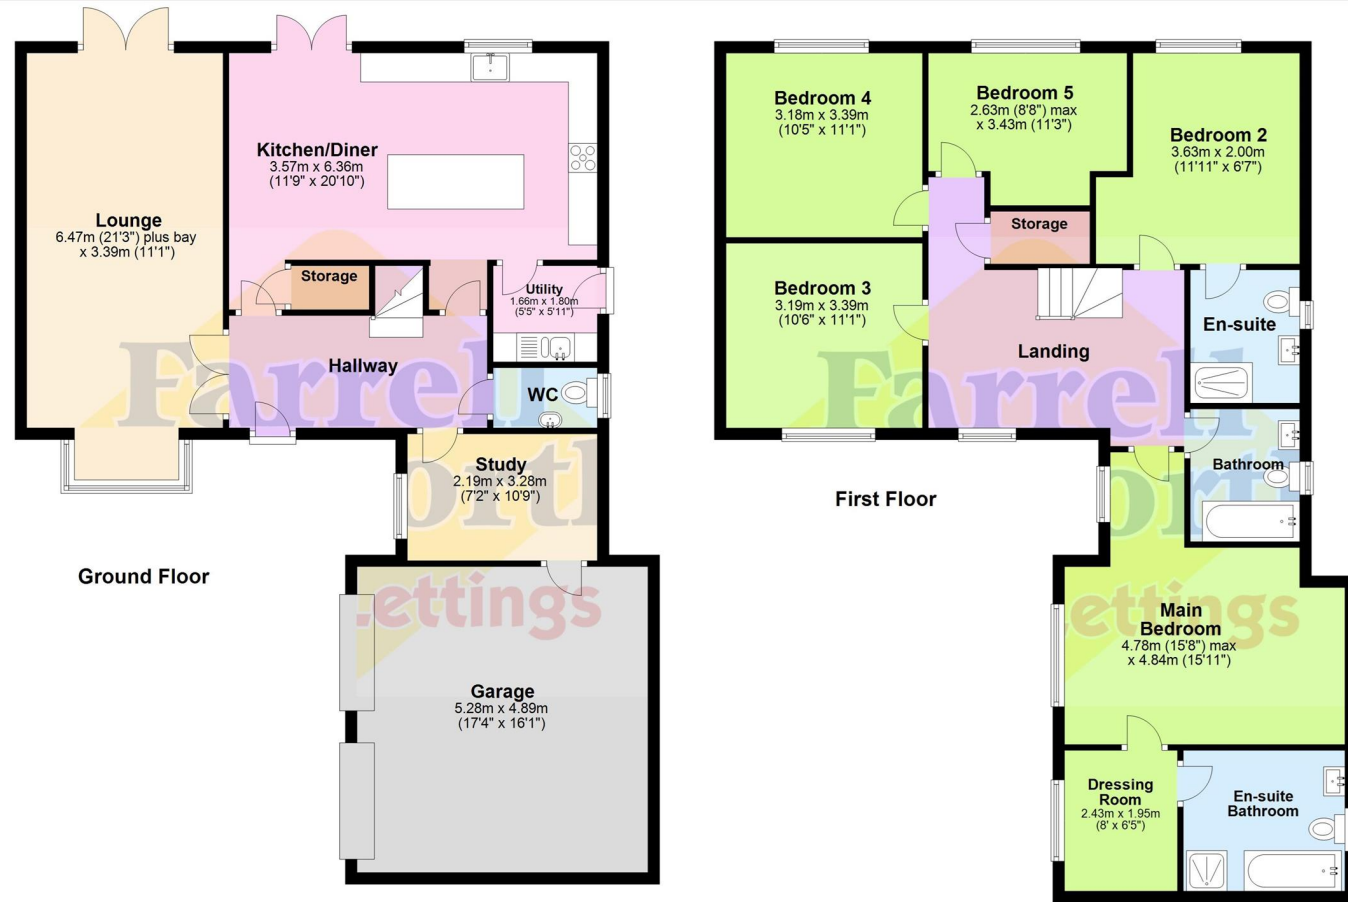 Kitchen/Diner
3.57m x 6.36m
(11'9" x 20'10")
Lounge
6.47m (21'3") plus bay
x 3.39m (11'1")
Storage
Utility
1.66m x 1.80m
(5'5" x 5'11")
Hallway
WC
Study
2.19m x 3.28m
(7'2" x 10'9")
Ground Floor
Garage
5.28m x 4.89m
(17'4" x 16'1")
Farrell
orth
Lettings
Bedroom 4
3.18m x 3.39m
(10'5" x 11'1")
Bedroom 5
2.63m (8'8") max
x 3.43m (11'3")
Bedroom 2
3.63m x 2.00m
(11'11" x 6'7")
Storage
Bedroom 3
3.19m x 3.39m
(10'6" x 11'1")
Landing
En-suite
Bathroom
First Floor
Main
Bedroom
4.78m (15'8") max
x 4.84m (15'11")
Dressing
Room
2.43m x 1.95m
(8' x 6'5")
En-suite
Bathroom
Farrell
orth
Lettings